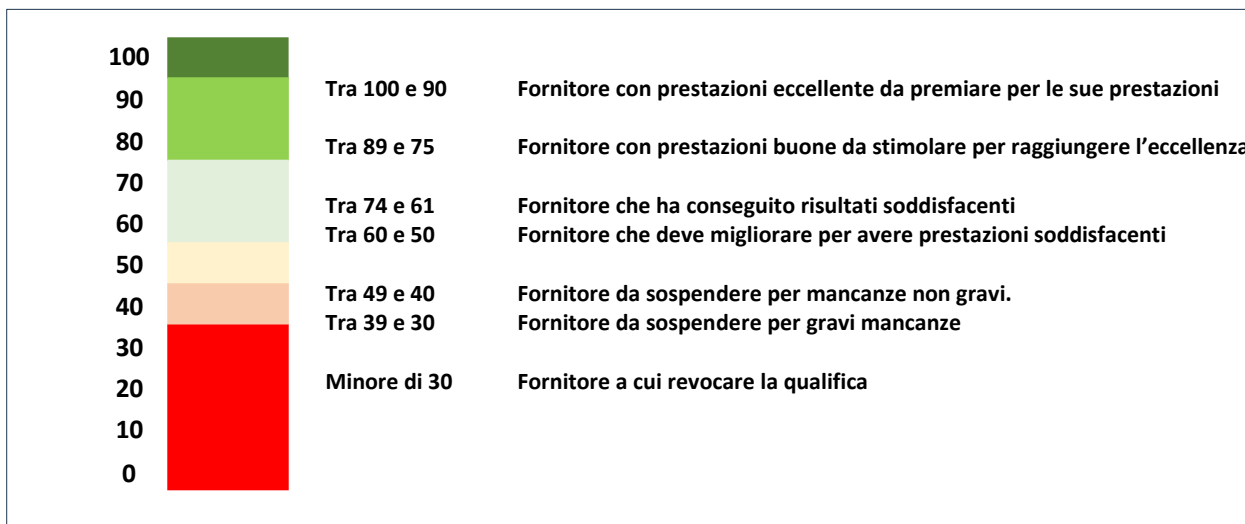 100
90
80
70
60
50
40
30
20
10
0
Tra 100 e 90 Fornitore con prestazioni eccellente da premiare per le sue prestazioni
Tra 89 e 75 Fornitore con prestazioni buone da stimolare per raggiungere l’eccellenza
Tra 74 e 61 Fornitore che ha conseguito risultati soddisfacenti
Tra 60 e 50 Fornitore che deve migliorare per avere prestazioni soddisfacenti
Tra 49 e 40 Fornitore da sospendere per mancanze non gravi.
Tra 39 e 30 Fornitore da sospendere per gravi mancanze
Minore di 30 Fornitore a cui revocare la qualifica